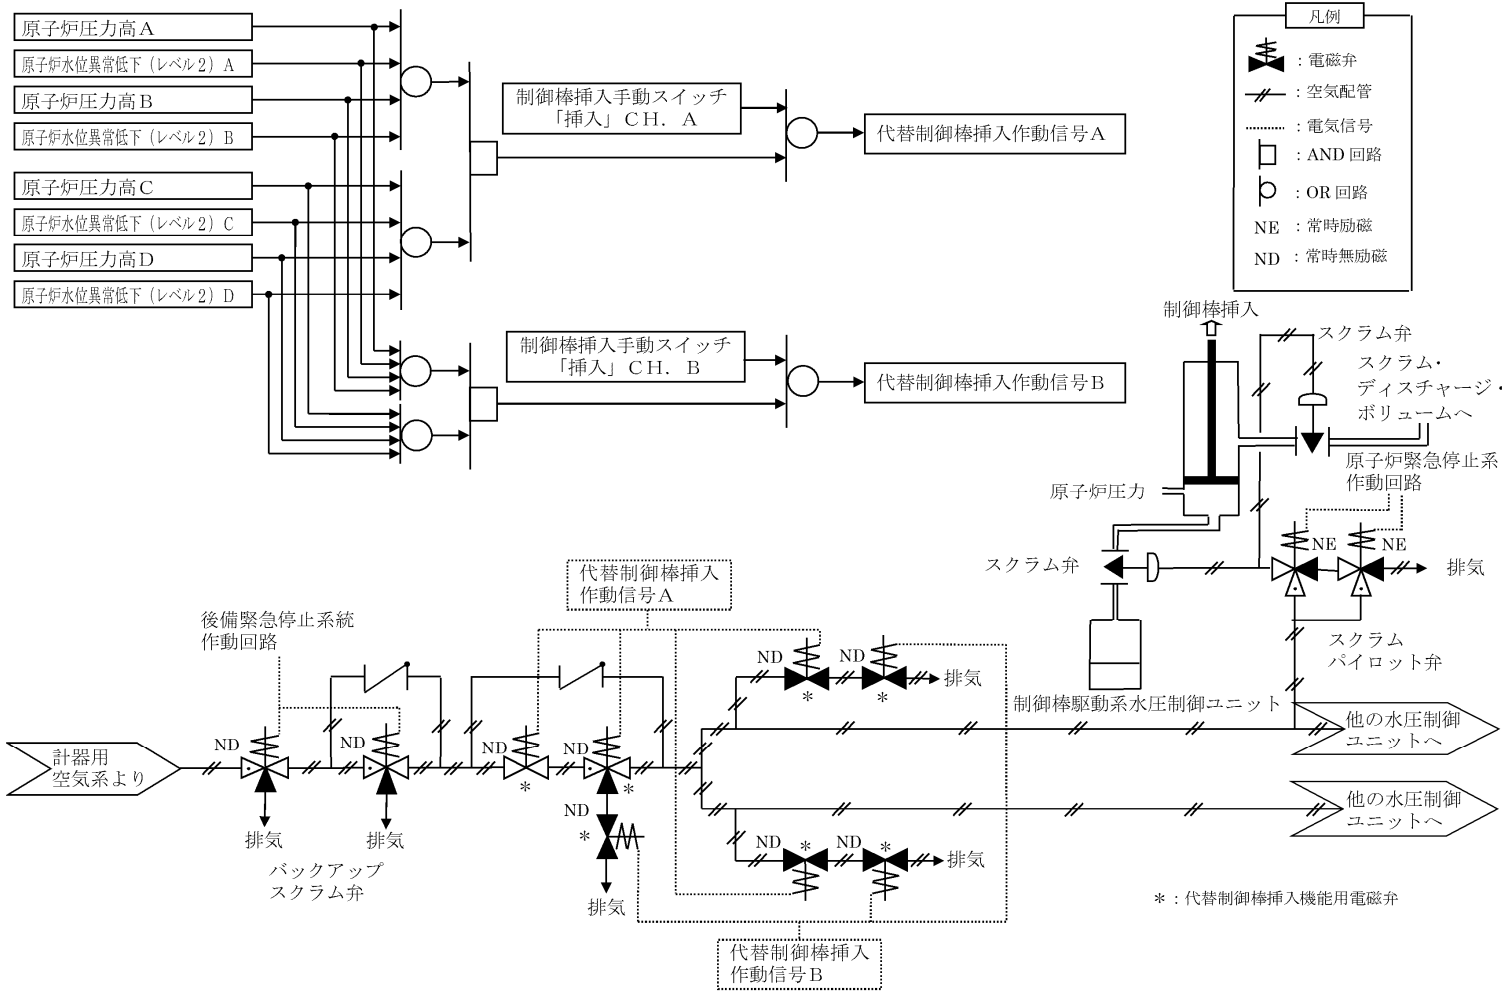 原子炉圧力高A
原子炉水位異常低下（レベル2）A
原子炉圧力高B
原子炉水位異常低下（レベル2）B
原子炉圧力高C
原子炉水位異常低下（レベル2）C
原子炉圧力高D
原子炉水位異常低下（レベル2）D
制御棒挿入手動スイッチ
「挿入」CH．A
代替制御棒挿入作動信号A
制御棒挿入手動スイッチ
「挿入」CH．B
代替制御棒挿入作動信号B
凡例
：電磁弁
：空気配管
：電気信号
：AND回路
：OR回路
NE ：常時励磁
ND ：常時無励磁
制御棒挿入
スクラム弁
スクラム・
ディスチャージ・
ボリュームへ
原子炉緊急停止系
作動回路
原子炉圧力
スクラム弁
NE
NE
排気
スクラム
パイロット弁
制御棒駆動系水圧制御ユニット
代替制御棒挿入
作動信号A
後備緊急停止系統
作動回路
計器用
空気系より
ND
排気
ND
排気
バックアップ
スクラム弁
ND
*
ND
*
ND
*
排気
ND
*
ND
*
排気
他の水圧制御
ユニットへ
他の水圧制御
ユニットへ
ND
*
ND
*
排気
代替制御棒挿入
作動信号B
*：代替制御棒挿入機能用電磁弁